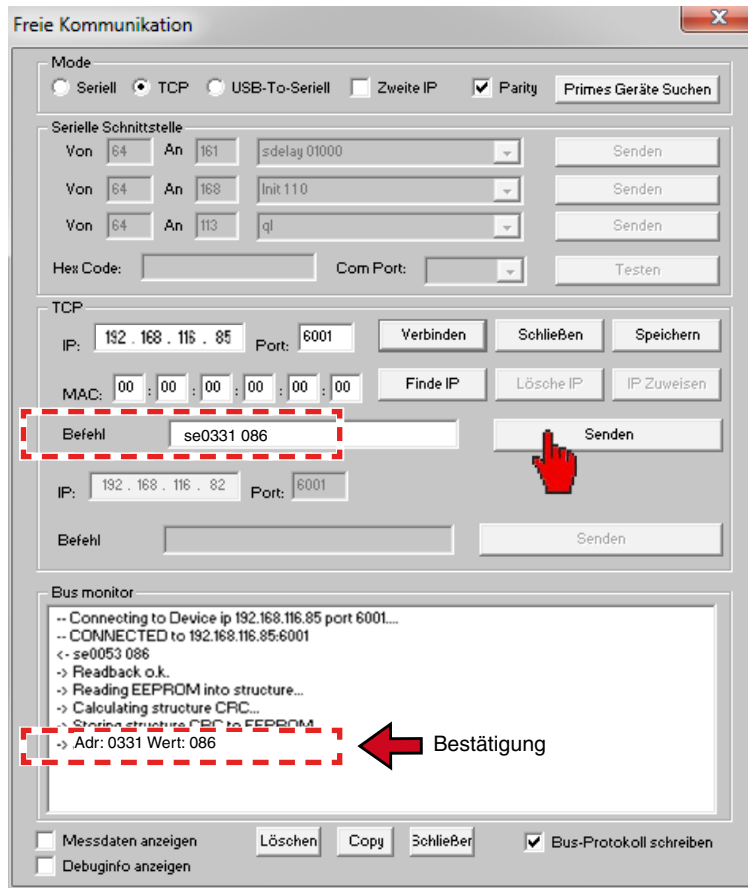 Freie Kommunikation
Mode
Seriell TCP USB-To-Seriell Zweite IP Parity Primes Geräte Suchen
Serielle Schnittstelle
Von 64 An 161 sdelay 01000 Senden
Von 64 An 168 Init 110 Senden
Von 64 An 113 ql Senden
Hex Code: Com Port: Testen
TCP
IP: 192 . 168 . 116 . 85 Port: 6001 Verbinden Schließen Speichern
MAC: 00 : 00 : 00 : 00 : 00 : 00 Finde IP Lösche IP IP Zuweisen
Befehl se0331 086 Senden
IP: 192 . 168 . 116 . 82 Port: 6001
Befehl Senden
Bus monitor
-- Connecting to Device ip 192.168.116.85 port 6001....
-- CONNECTED to 192.168.116.85:6001
<- se0053 086
-> Readback o.k.
-> Reading EEPROM into structure...
-> Calculating structure CRC...
-> Storing structure CRC to EEPROM
-> Adr: 0331 Wert: 086 Bestätigung
Messdaten anzeigen Löschen Copy Schließer Bus-Protokoll schreiben
Debuginfo anzeigen